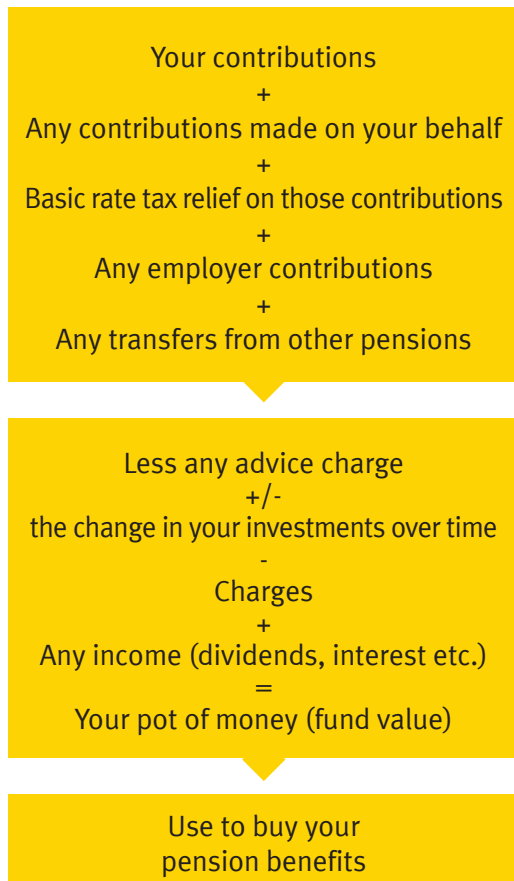 Your contributions
+
Any contributions made on your behalf
+
Basic rate tax relief on those contributions
+
Any employer contributions
+
Any transfers from other pensions
Less any advice charge
+/-
the change in your investments over time
-
Charges
+
Any income (dividends, interest etc.)
=
Your pot of money (fund value)
Use to buy your
pension benefits